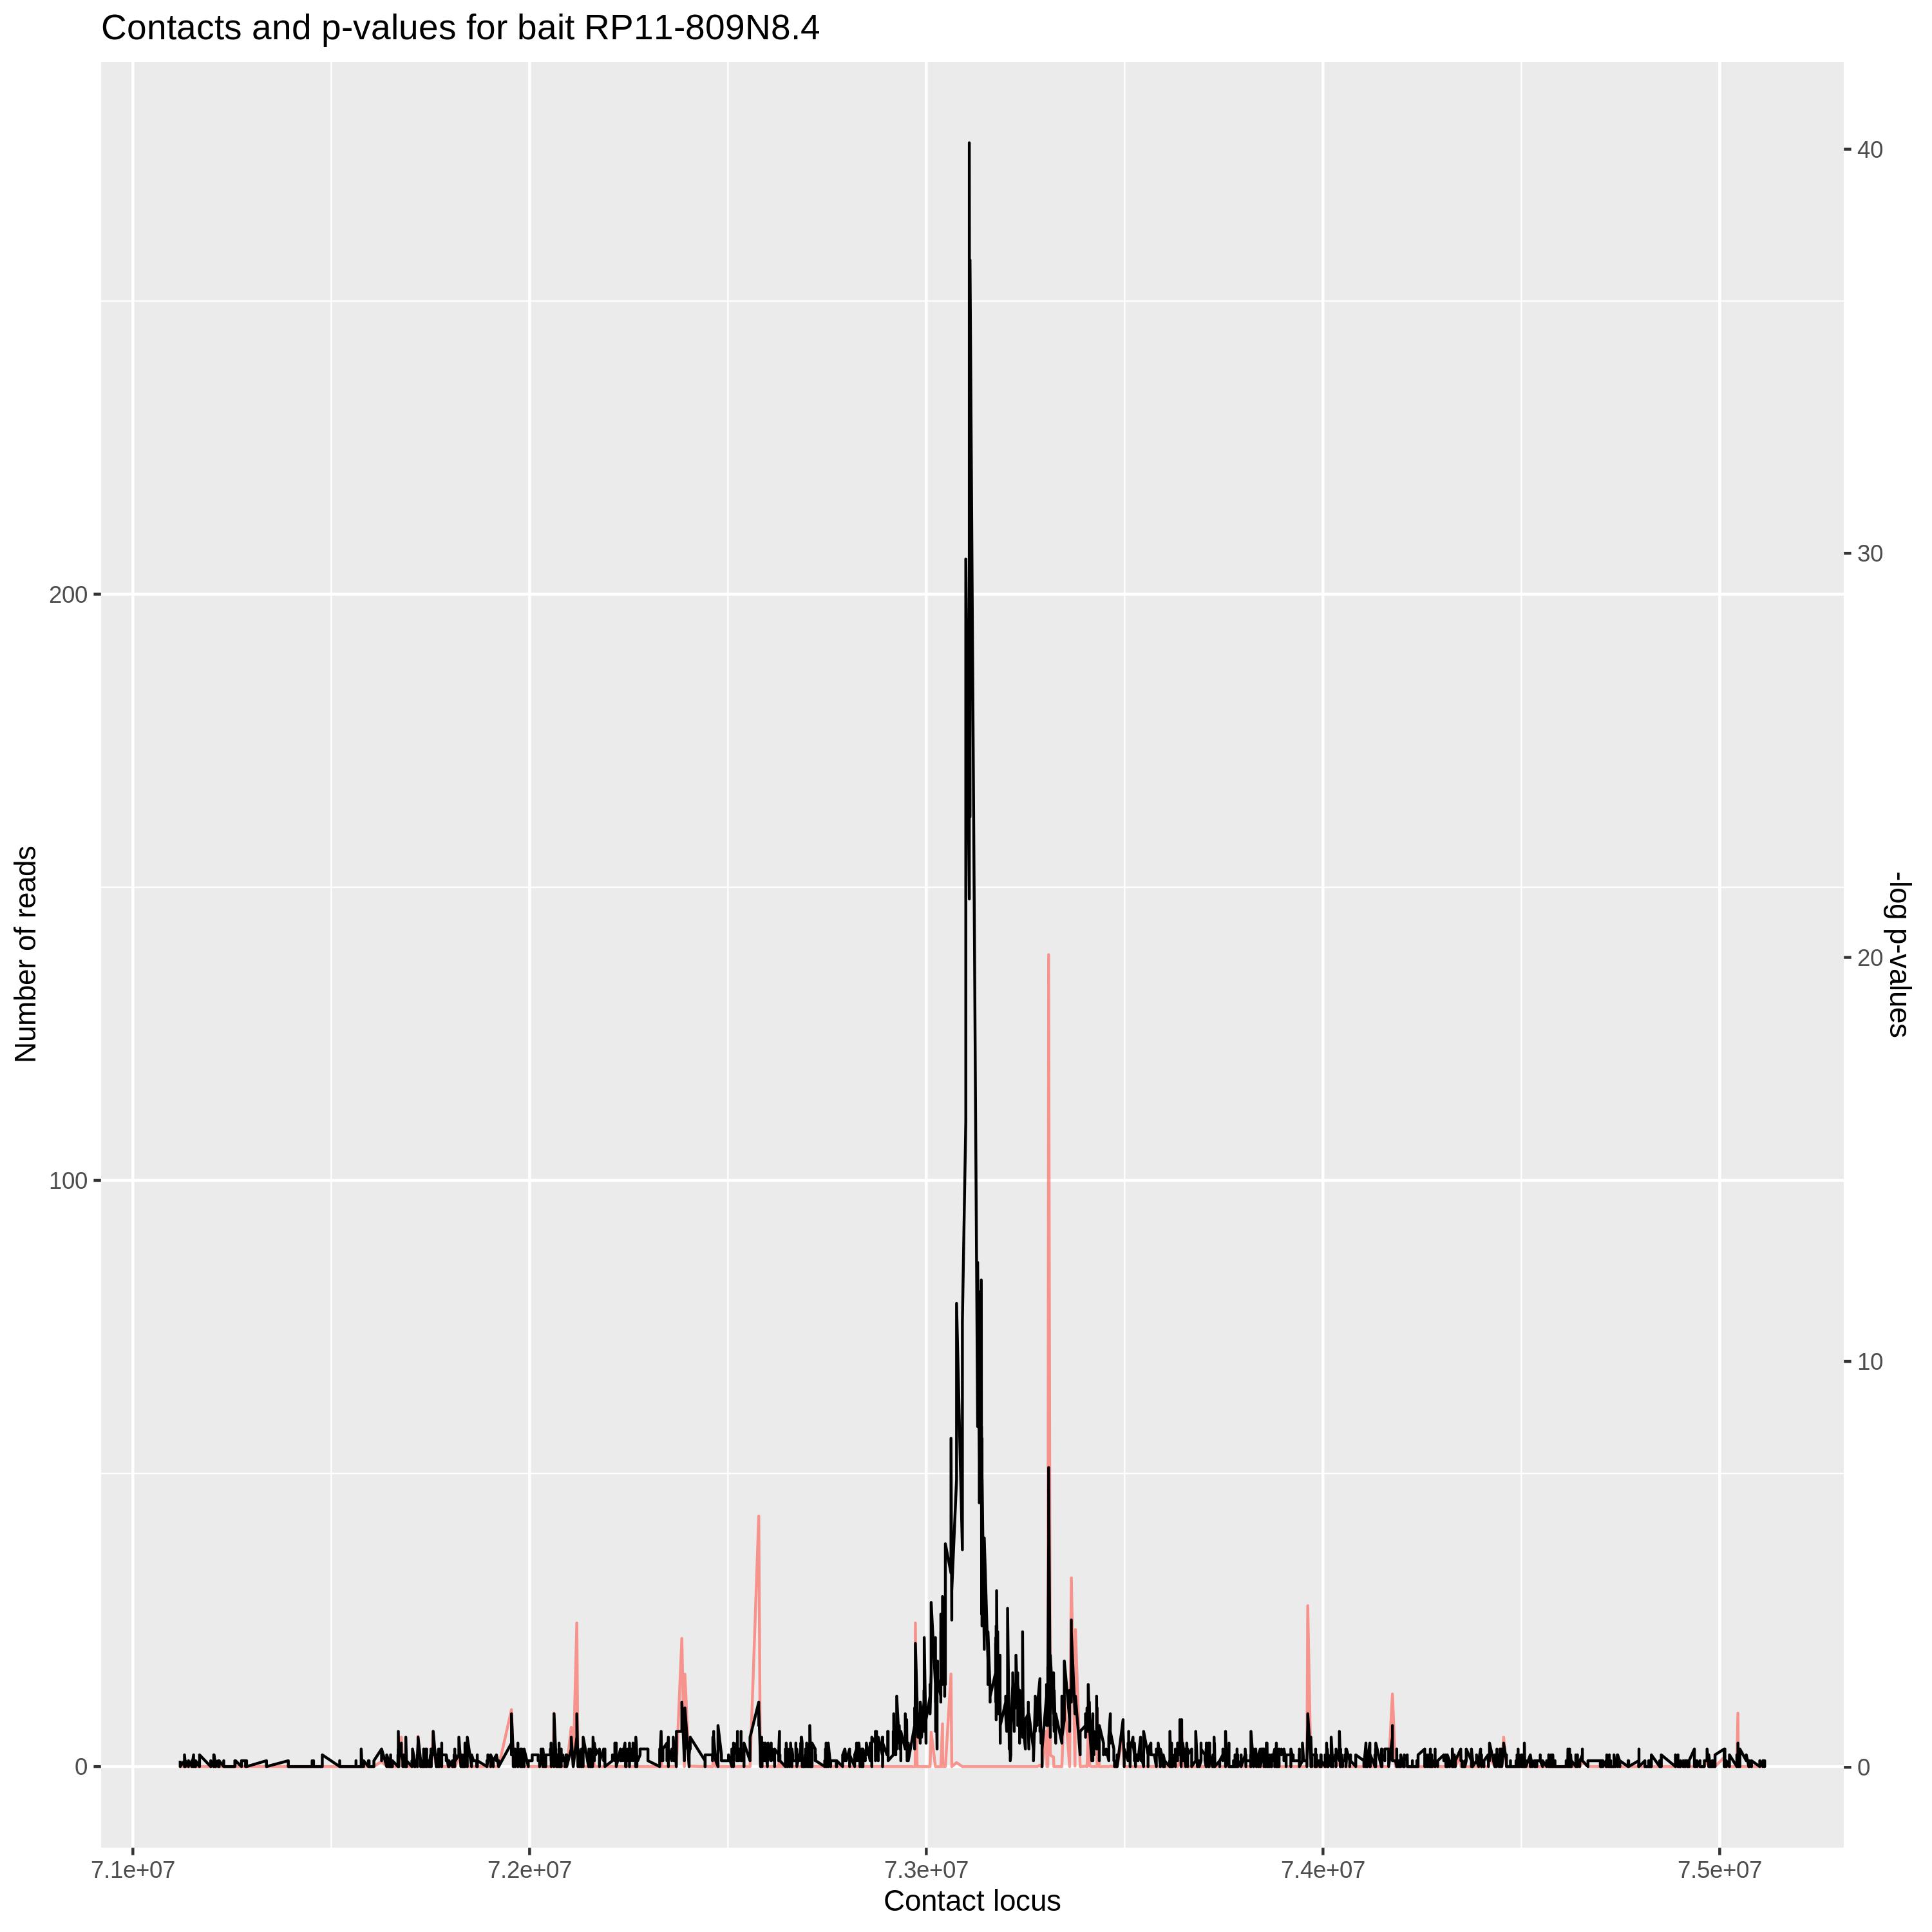 Contacts and p-values for bait RP11-809N8.4
Number of reads
200
100
0
40
30
20
10
0
-log p-values
7.1e+07
7.2e+07
7.3e+07
7.4e+07
7.5e+07
Contact locus